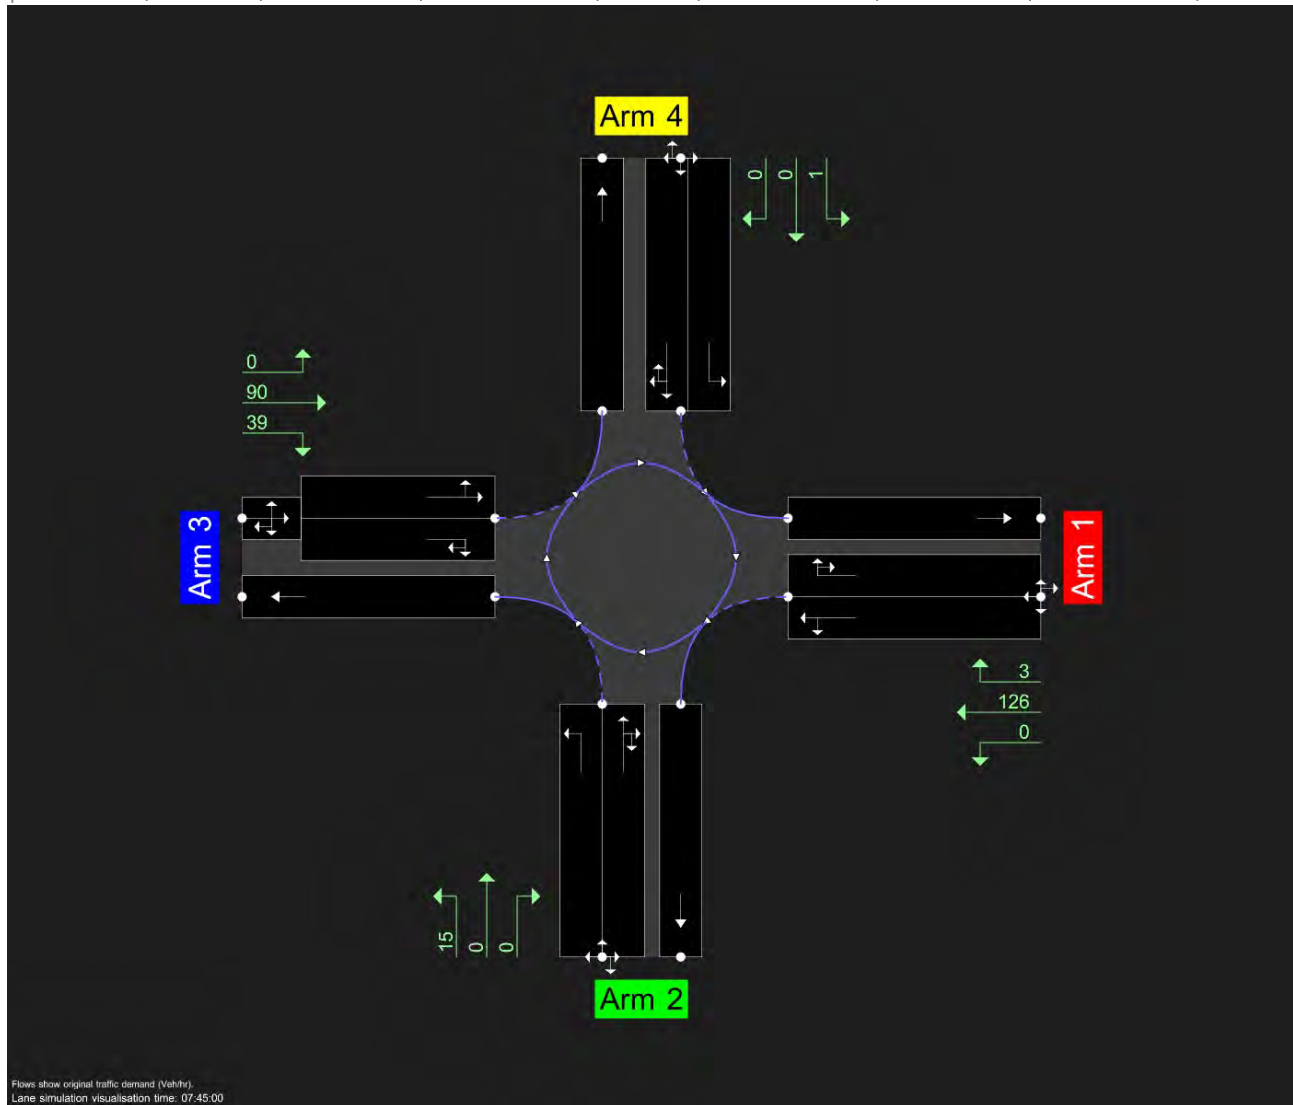 Arm 4
0
0
1
0
90
39
Arm 3
Arm 1
3
126
0
15
0
0
Arm 2
Flows show original traffic demand (Veh/hr).
Lane simulation visualisation time: 07:45:00